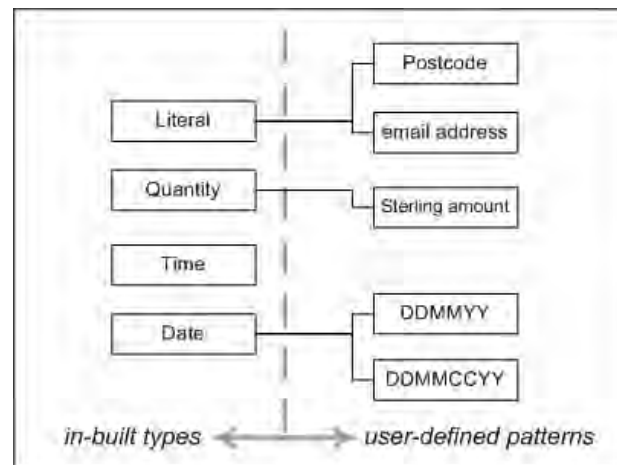 Postcode
Literal
email address
Quantity
Sterling amount
Time
DDMMYY
Date
DDMMCCYY
in-built types
user-defined patterns